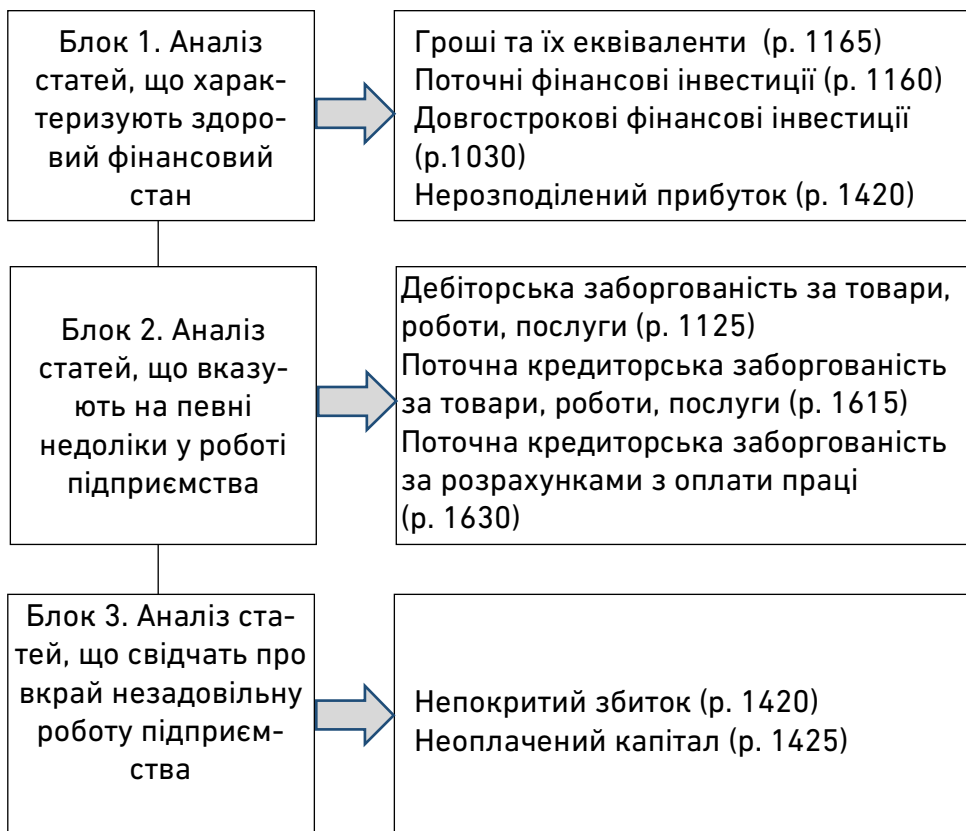 Блок 1. Аналіз
статей, що харак-
теризують здоро-
вий фінансовий
стан
Гроші та їх еквіваленти (р. 1165)
Поточні фінансові інвестиції (р. 1160)
Довгострокові фінансові інвестиції
(р.1030)
Нерозподілений прибуток (р. 1420)
Блок 2. Аналіз
статей, що вказу-
ють на певні
недоліки у роботі
підприємства
Дебіторська заборгованість за товари,
роботи, послуги (р. 1125)
Поточна кредиторська заборгованість
за товари, роботи, послуги (р. 1615)
Поточна кредиторська заборгованість
за розрахунками з оплати праці
(р. 1630)
Блок 3. Аналіз ста-
тей, що свідчать про
вкрай незадовільну
роботу підприєм-
ства
Непокритий збиток (р. 1420)
Неоплачений капітал (р. 1425)